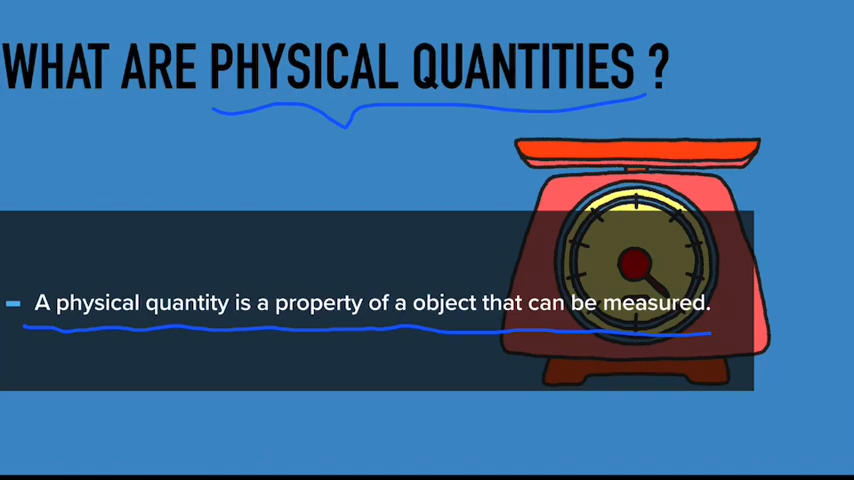 WHAT ARE PHYSICAL QUANTITIES ?
- A physical quantity is a property of a object that can be measured.